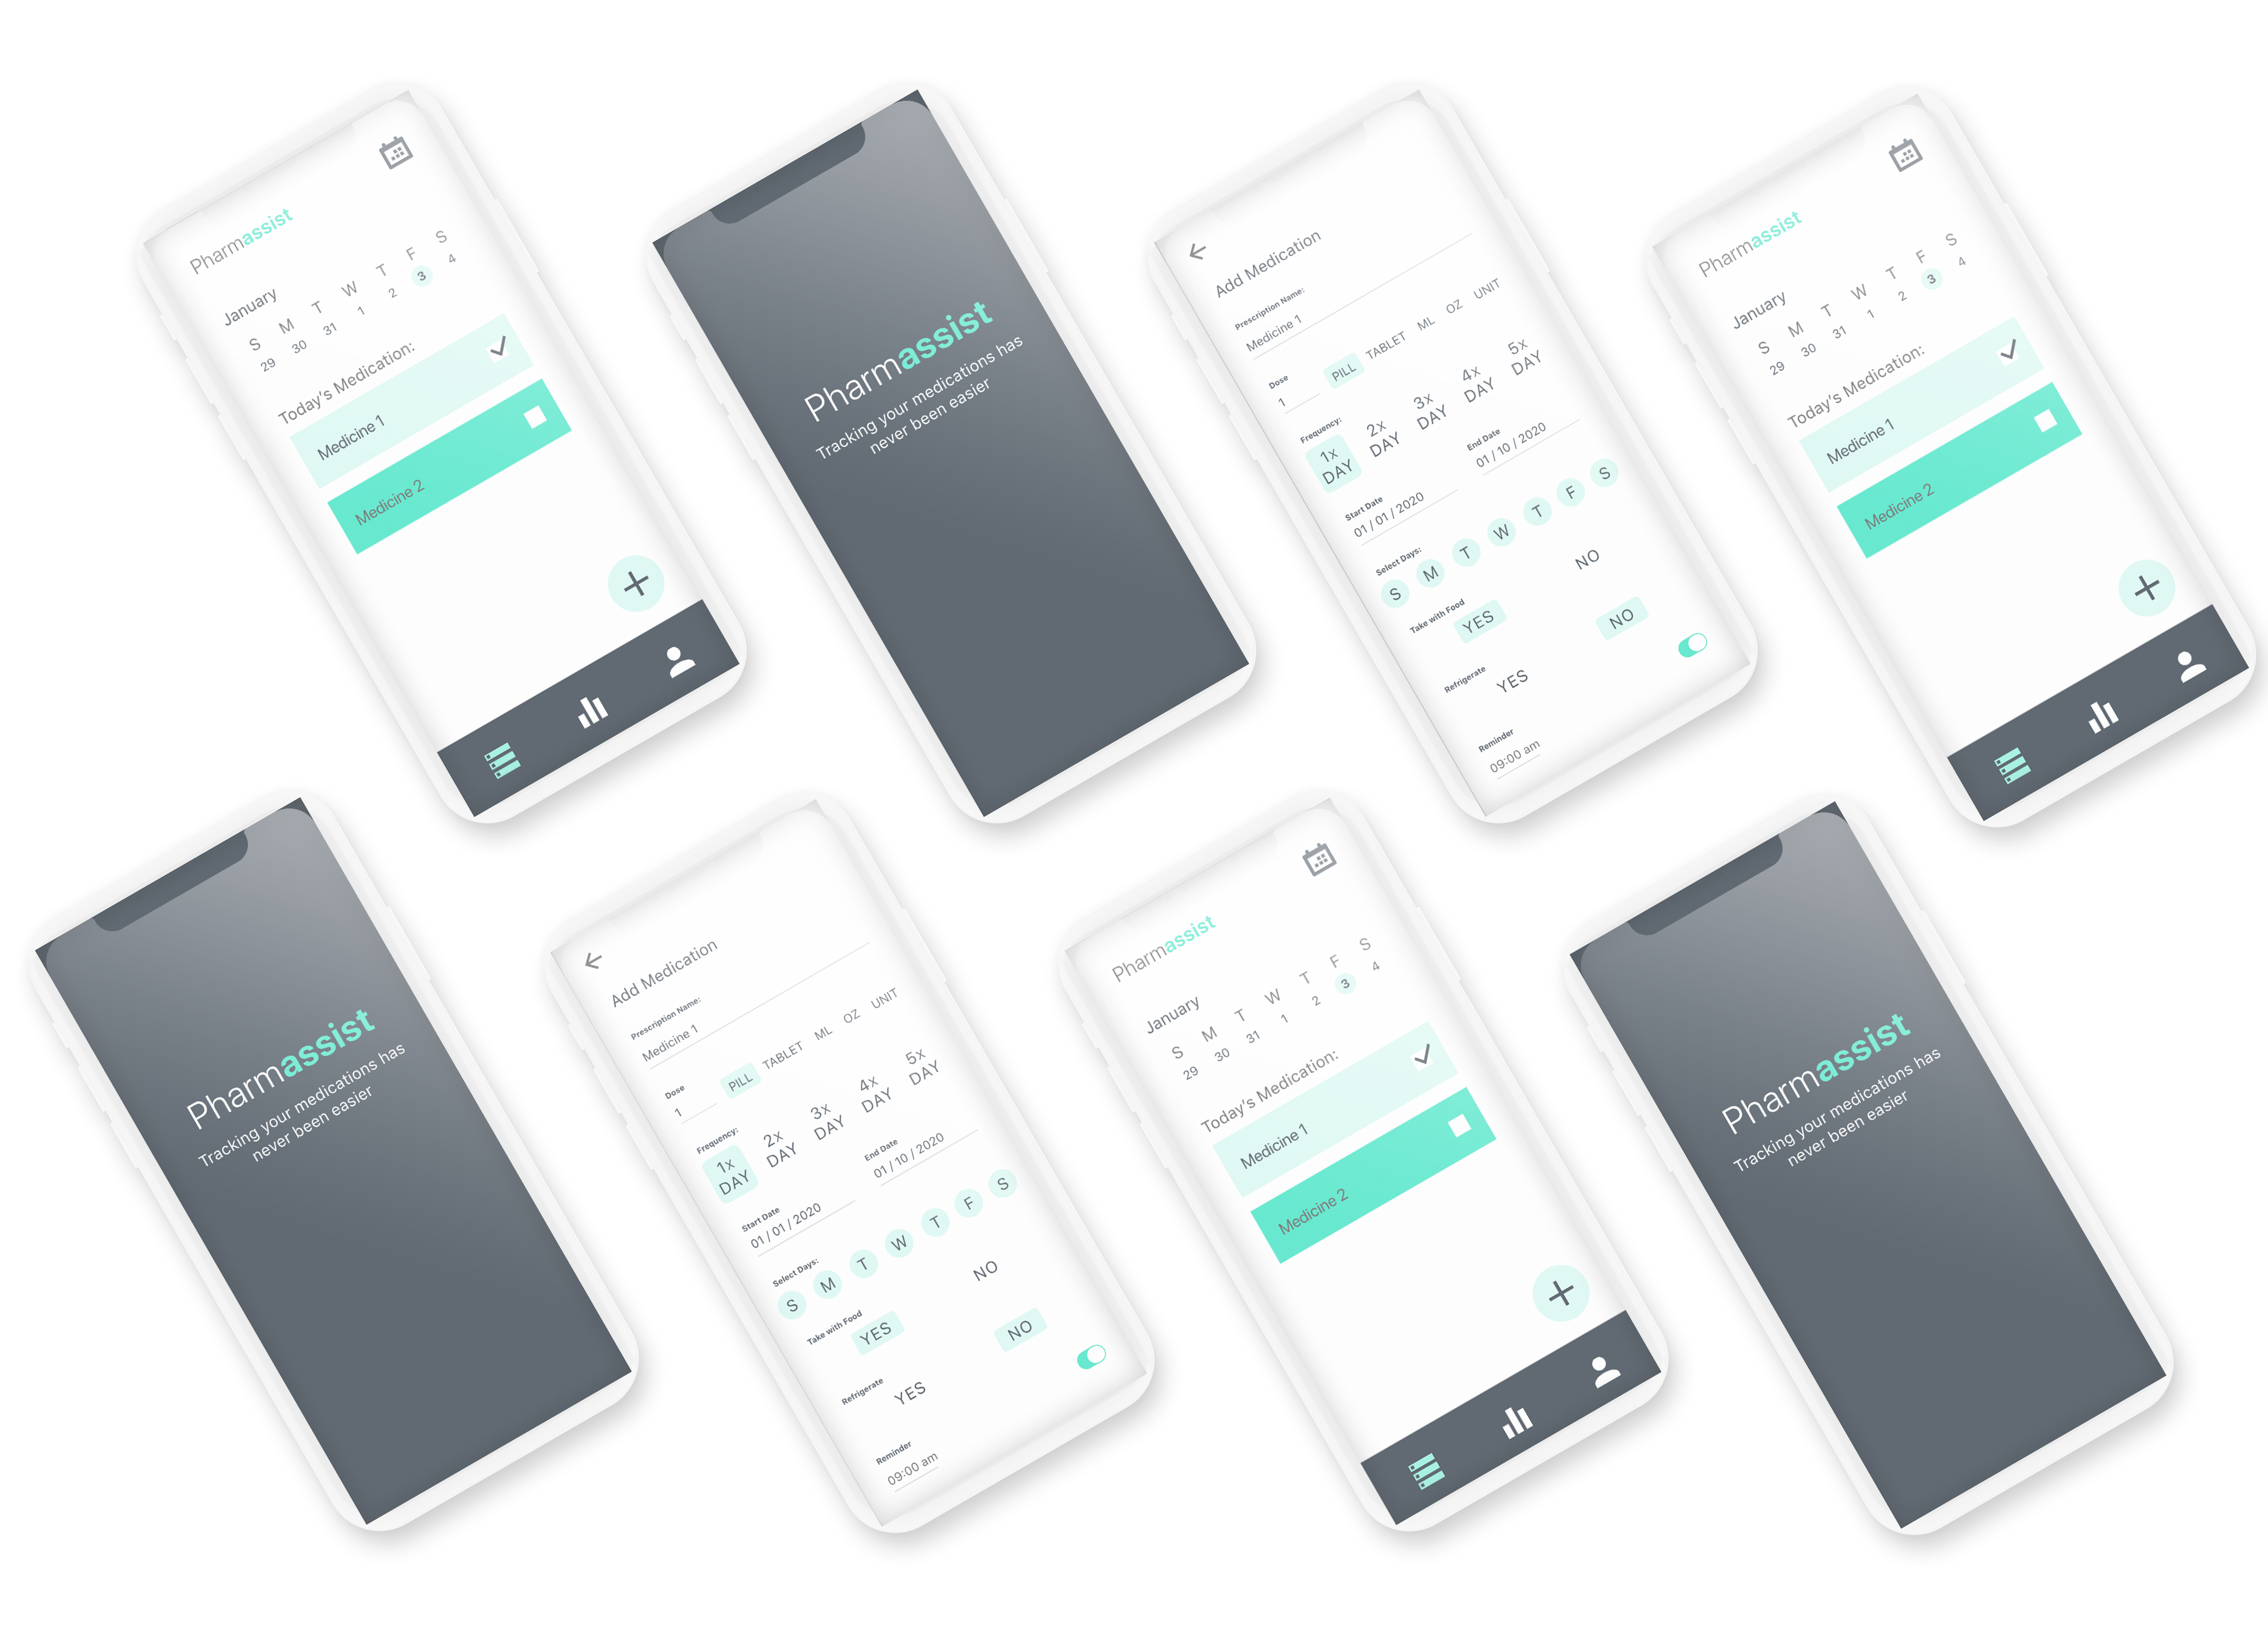 Pharmassist
January
S M T W T F S
29 30 31 1 2 3 4
Today's Medication:
Medicine 1
Medicine 2
Pharmassist
Tracking your medications has
never been easier
Add Medication
Prescription Name:
Medicine 1
Dose
1 PILL TABLET ML OZ UNIT
Frequency:
1x DAY 2x DAY 3x DAY 4x DAY 5x DAY
Start Date End Date
01 / 01 / 2020 01 / 10 / 2020
Select Days:
S M T W T F S
Take with Food
YES NO
Refrigerate
YES NO
Reminder
09:00 am
Pharmassist
January
S M T W T F S
29 30 31 1 2 3 4
Today's Medication:
Medicine 1
Medicine 2
Pharmassist
Tracking your medications has
never been easier
Add Medication
Prescription Name:
Medicine 1
Dose
1 PILL TABLET ML OZ UNIT
Frequency:
1x DAY 2x DAY 3x DAY 4x DAY 5x DAY
Start Date End Date
01 / 01 / 2020 01 / 10 / 2020
Select Days:
S M T W T F S
Take with Food
YES NO
Refrigerate
YES NO
Reminder
09:00 am
Pharmassist
January
S M T W T F S
29 30 31 1 2 3 4
Today's Medication:
Medicine 1
Medicine 2
Pharmassist
Tracking your medications has
never been easier